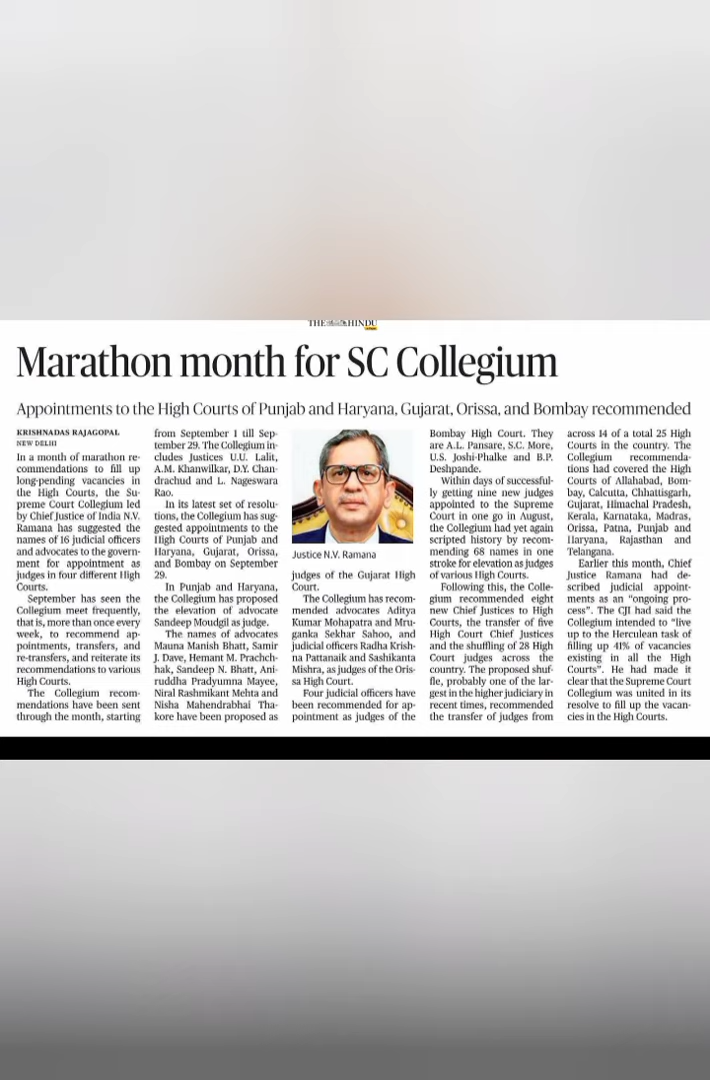 THE HINDU
Marathon month for SC Collegium
Appointments to the High Courts of Punjab and Haryana, Gujarat, Orissa, and Bombay recommended
KRISHNADAS RAJAGOPAL
NEW DELHI
In a month of marathon re-
commendations to fill up
long-pending vacancies in
the High Courts, the Su-
preme Court Collegium led
by Chief Justice of India N.V.
Ramana has suggested the
names of 16 judicial officers
and advocates to the govern-
ment for appointment as
judges in four different High
Courts.
September has seen the
Collegium meet frequently,
that is, more than once every
week, to recommend ap-
pointments, transfers, and
re-transfers, and reiterate its
recommendations to various
High Courts.
The Collegium recom-
mendations have been sent
through the month, starting
from September 1 till Sep-
tember 29. The Collegium in-
cludes Justices U.U. Lalit,
A.M. Khanwilkar, D.Y. Chan-
drachud and L. Nageswara
Rao.
In its latest set of resolu-
tions, the Collegium has sug-
gested appointments to the
High Courts of Punjab and
Haryana, Gujarat, Orissa,
and Bombay on September
29.
In Punjab and Haryana,
the Collegium has proposed
the elevation of advocate
Sandeep Moudgil as judge.
The names of advocates
Mauna Manish Bhatt, Samir
J. Dave, Hemant M. Prachch-
hak, Sandeep N. Bhatt, Ani-
ruddha Pradyumna Mayee,
Niral Rashmikant Mehta and
Nisha Mahendrabhai Tha-
kore have been proposed as
Justice N.V. Ramana
judges of the Gujarat High
Court.
The Collegium has recom-
mended advocates Aditya
Kumar Mohapatra and Mru-
ganka Sekhar Sahoo, and
judicial officers Radha Krish-
na Pattanaik and Sashikanta
Mishra, as judges of the Oris-
sa High Court.
Four judicial officers have
been recommended for ap-
pointment as judges of the
Bombay High Court. They
are A.L. Pansare, S.C. More,
U.S. Joshi-Phalke and B.P.
Deshpande.
Within days of successful-
ly getting nine new judges
appointed to the Supreme
Court in one go in August,
the Collegium had yet again
scripted history by recom-
mending 68 names in one
stroke for elevation as judges
of various High Courts.
Following this, the Colle-
gium recommended eight
new Chief Justices to High
Courts, the transfer of five
High Court Chief Justices
and the shuffling of 28 High
Court judges across the
country. The proposed shuf-
fle, probably one of the lar-
gest in the higher judiciary in
recent times, recommended
the transfer of judges from
across 14 of a total 25 High
Courts in the country. The
Collegium recommenda-
tions had covered the High
Courts of Allahabad, Bom-
bay, Calcutta, Chhattisgarh,
Gujarat, Himachal Pradesh,
Kerala, Karnataka, Madras,
Orissa, Patna, Punjab and
Haryana, Rajasthan and
Telangana.
Earlier this month, Chief
Justice Ramana had de-
scribed judicial appoint-
ments as an "ongoing pro-
cess". The CJI had said the
Collegium intended to "live
up to the Herculean task of
filling up 41% of vacancies
existing in all the High
Courts". He had made it
clear that the Supreme Court
Collegium was united in its
resolve to fill up the vacan-
cies in the High Courts.